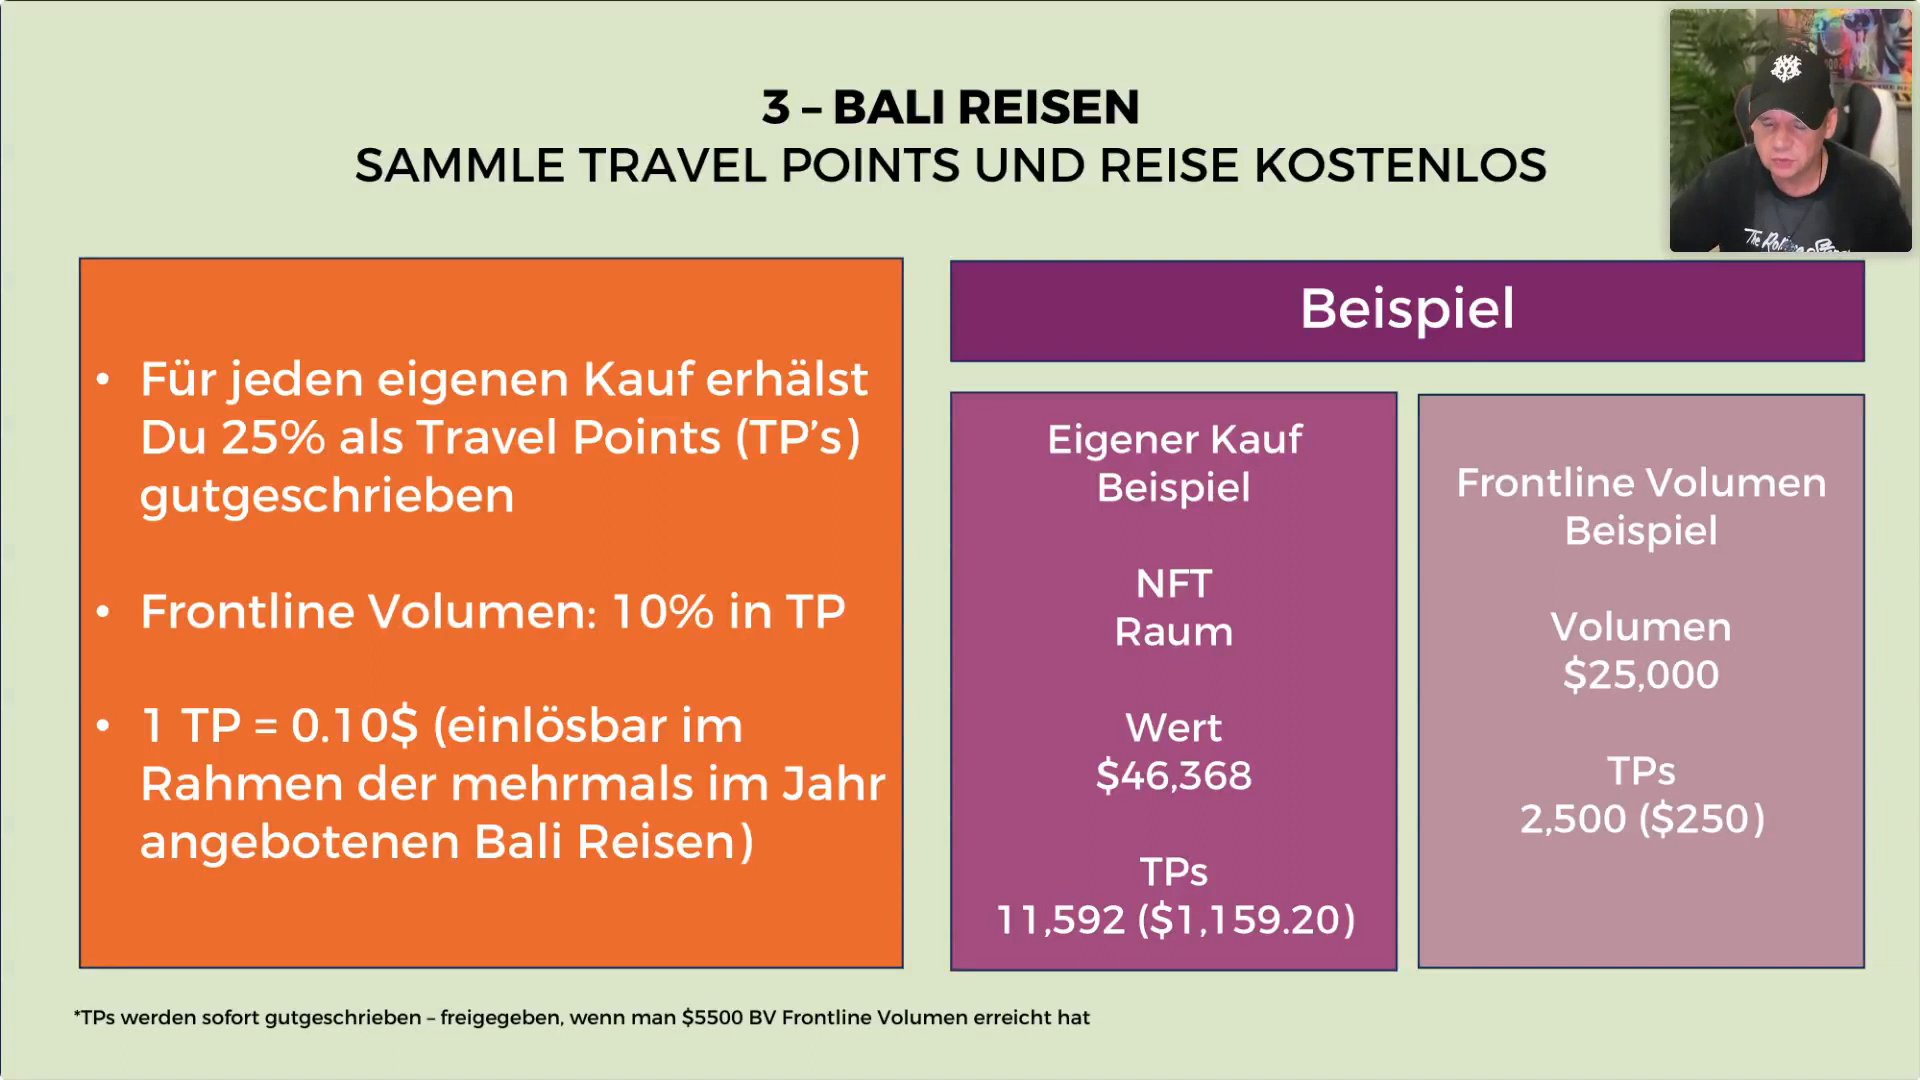 3 – BALI REISEN
SAMMLE TRAVEL POINTS UND REISE KOSTENLOS
• Für jeden eigenen Kauf erhälst
Du 25% als Travel Points (TP’s)
gutgeschrieben
• Frontline Volumen: 10% in TP
• 1 TP = 0.10$ (einlösbar im
Rahmen der mehrmals im Jahr
angebotenen Bali Reisen)
Beispiel
Eigener Kauf
Beispiel
NFT
Raum
Wert
$46,368
TPs
11,592 ($1,159.20)
Frontline Volumen
Beispiel
Volumen
$25,000
TPs
2,500 ($250)
*TPs werden sofort gutgeschrieben – freigegeben, wenn man $5500 BV Frontline Volumen erreicht hat
The